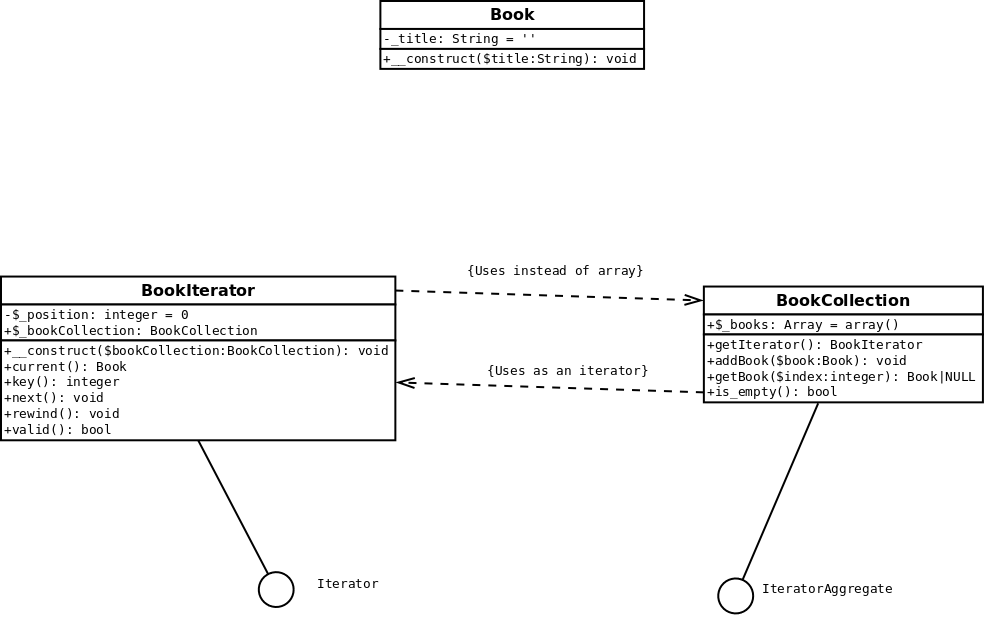 Book
-_title: String = ''
+__construct($title:String): void
{Uses instead of array}
BookIterator
-$_position: integer = 0
+$_bookCollection: BookCollection
+__construct($bookCollection:BookCollection): void
+current(): Book
+key(): integer
+next(): void
+rewind(): void
+valid(): bool
BookCollection
+$_books: Array = array()
+getIterator(): BookIterator
+addBook($book:Book): void
+getBook($index:integer): Book|NULL
+is_empty(): bool
{Uses as an iterator}
Iterator
IteratorAggregate